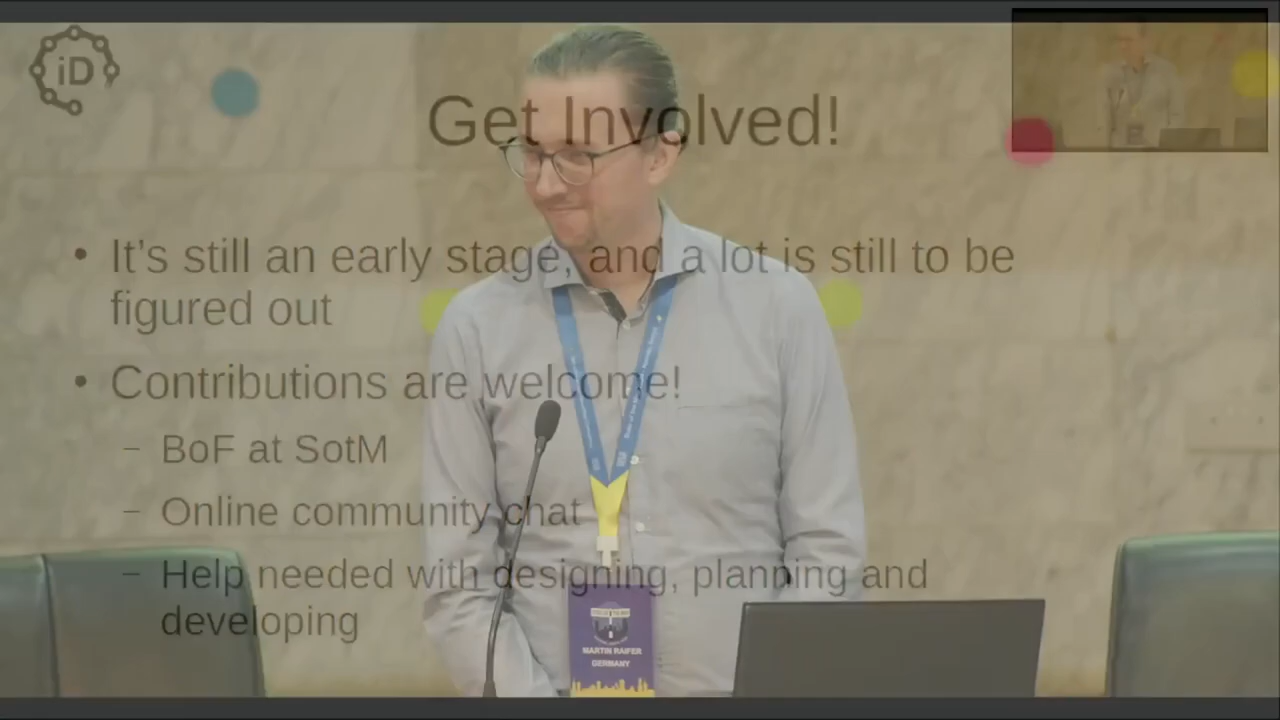 iD
Get Involved!
• It's still an early stage, and a lot is still to be
figured out
• Contributions are welcome!
– BoF at SotM
– Online community chat
– Help needed with designing, planning and
developing
MARTIN RAIFER
GERMANY